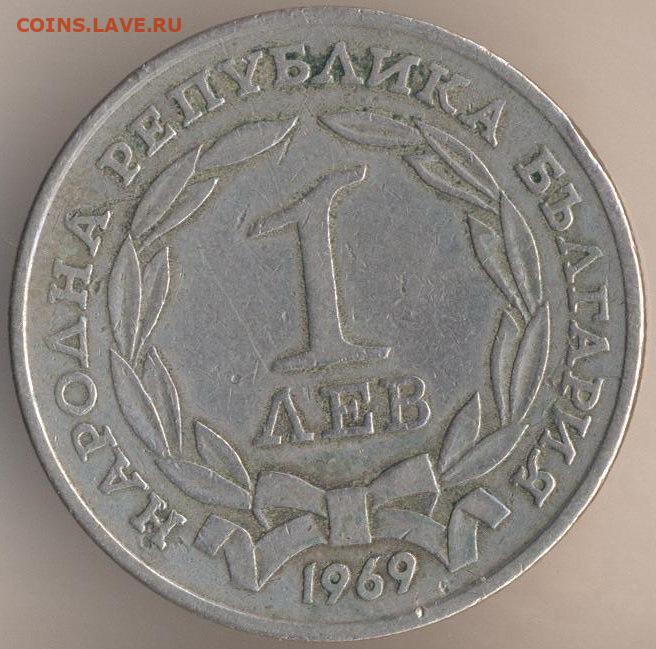 COINS.LAVE.RU
НАРОДНА РЕПУБЛИКА БЪЛГАРИЯ
1
ЛЕВ
1969